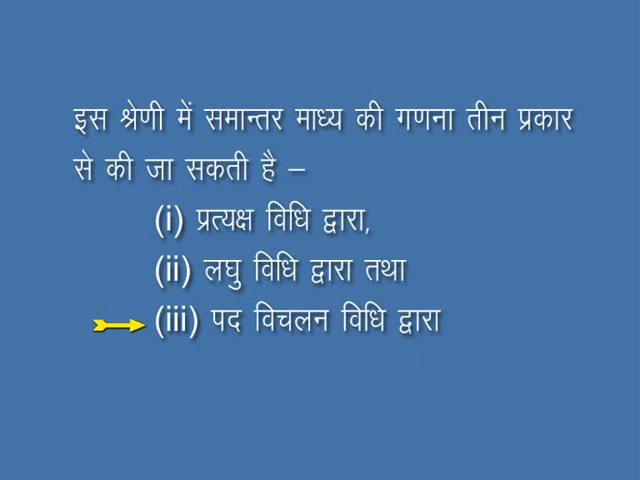 इस श्रेणी में समान्तर माध्य की गणना तीन प्रकार
से की जा सकती है –
(i) प्रत्यक्ष विधि द्वारा,
(ii) लघु विधि द्वारा तथा
(iii) पद विचलन विधि द्वारा